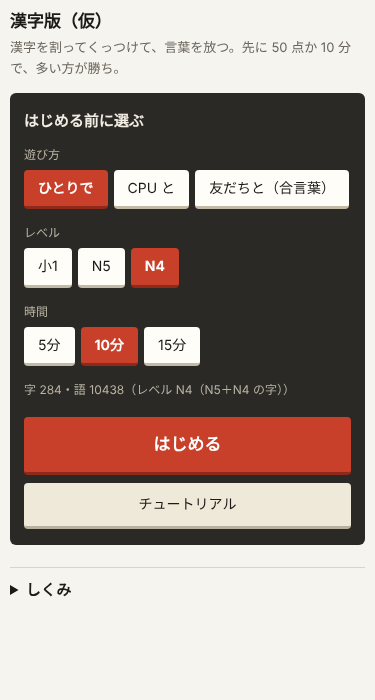 漢字版（仮）
漢字を割ってくっつけて、言葉を放つ。先に 50 点か 10 分
で、多い方が勝ち。
はじめる前に選ぶ
遊び方
ひとりで CPU と 友だちと（合言葉）
レベル
小1 N5 N4
時間
5分 10分 15分
字 284・語 10438（レベル N4（N5＋N4 の字））
はじめる
チュートリアル
▶ しくみ